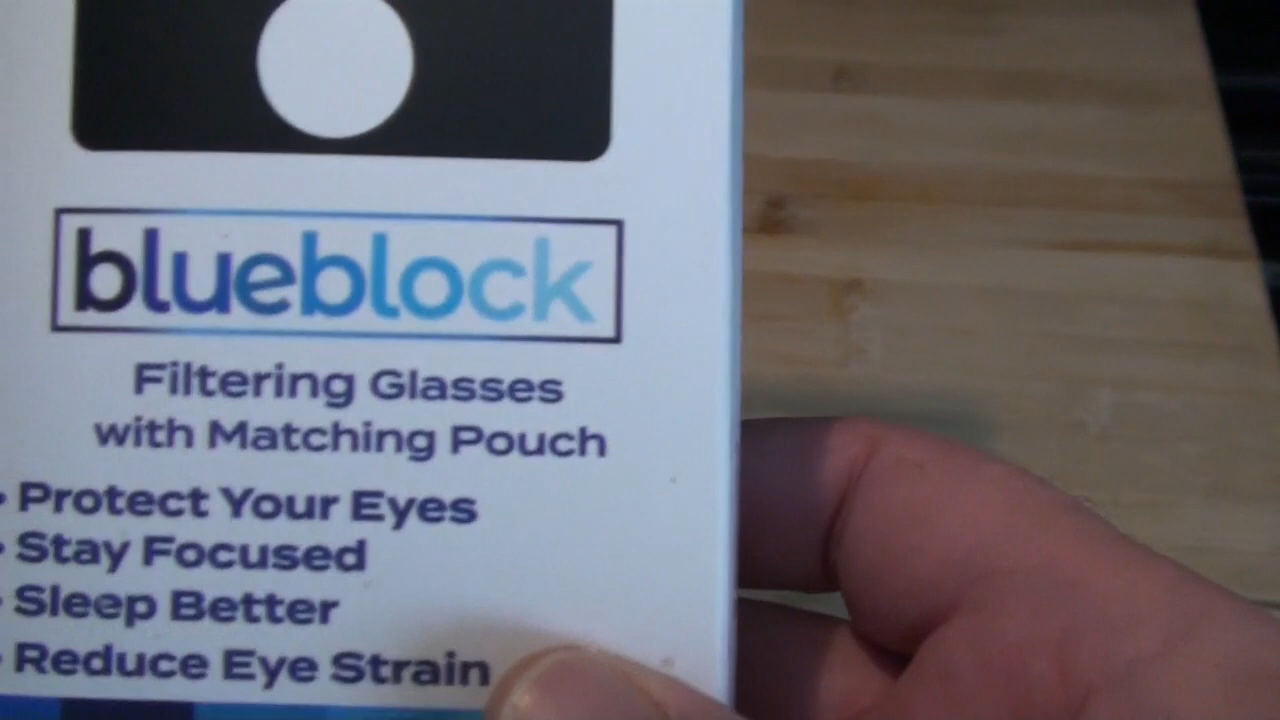 blueblock
Filtering Glasses
with Matching Pouch
• Protect Your Eyes
• Stay Focused
• Sleep Better
• Reduce Eye Strain